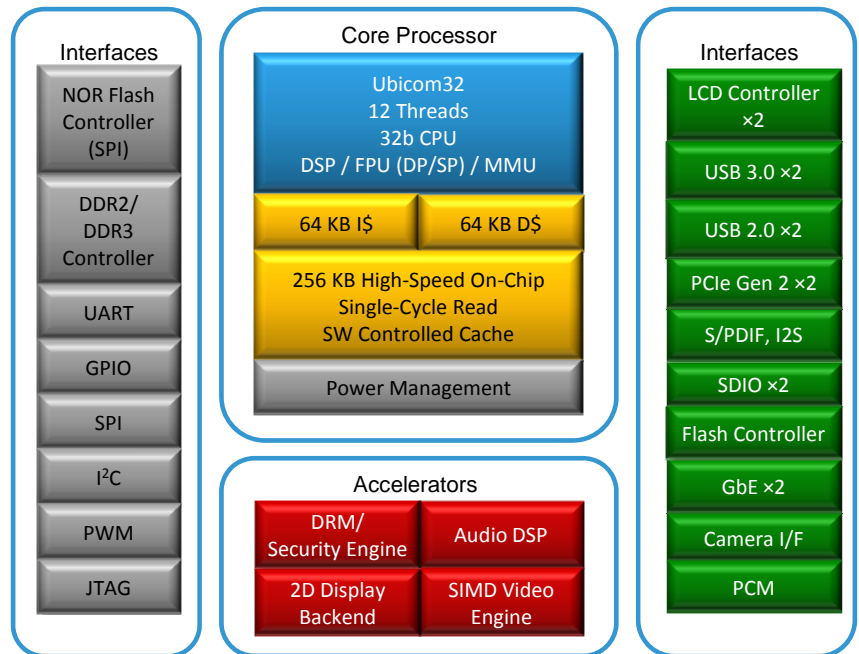 Interfaces
NOR Flash
Controller
(SPI)
DDR2/
DDR3
Controller
UART
GPIO
SPI
I²C
PWM
JTAG
Core Processor
Ubicom32
12 Threads
32b CPU
DSP / FPU (DP/SP) / MMU
64 KB I$
64 KB D$
256 KB High-Speed On-Chip
Single-Cycle Read
SW Controlled Cache
Power Management
Accelerators
DRM/
Security Engine
Audio DSP
2D Display
Backend
SIMD Video
Engine
Interfaces
LCD Controller
×2
USB 3.0 ×2
USB 2.0 ×2
PCIe Gen 2 ×2
S/PDIF, I2S
SDIO ×2
Flash Controller
GbE ×2
Camera I/F
PCM